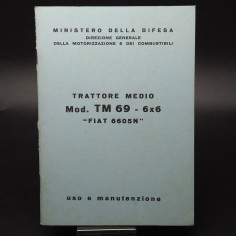 MINISTERO DELLA DIFESA
DIREZIONE GENERALE
DELLA MOTORIZZAZIONE E DEI COMBUSTIBILI
TRATTORE MEDIO
Mod. TM 69 - 6x6
"FIAT 6605N"
uso e manutenzione